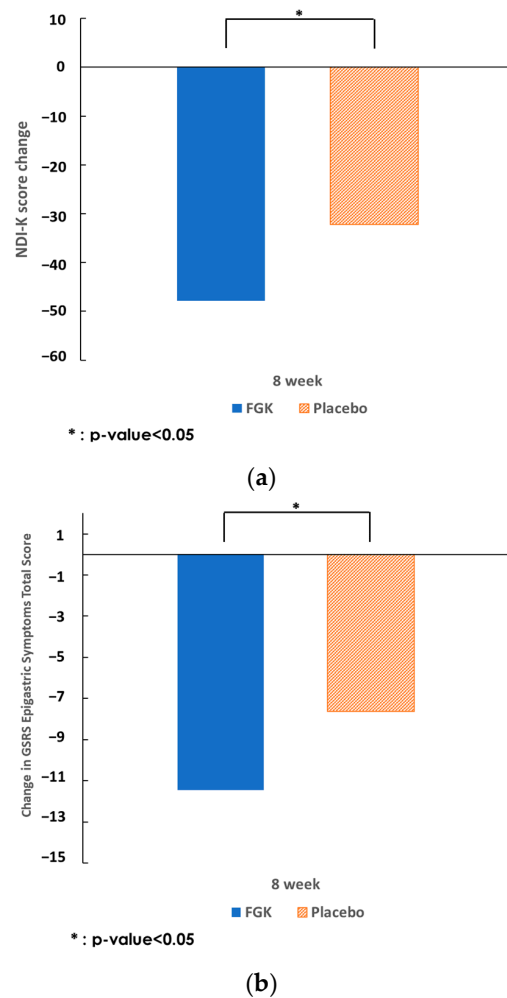 *
10
0
−10
−20
−30
−40
−50
−60
NDI-K score change
8 week
FGK Placebo
* : p-value<0.05
(a)
*
1
−1
−3
−5
−7
−9
−11
−13
−15
Change in GSRS Epigastric Symptoms Total Score
8 week
FGK Placebo
* : p-value<0.05
(b)